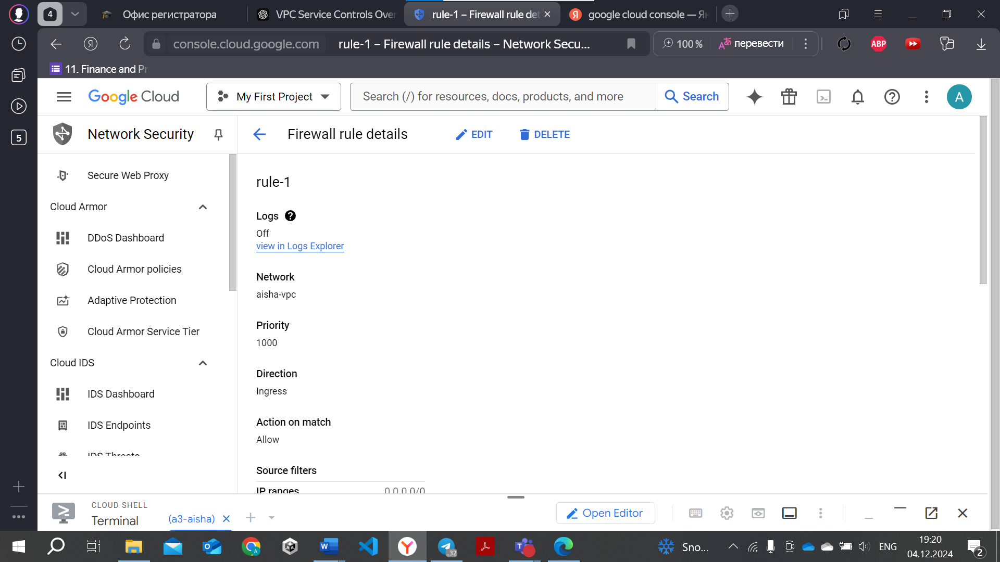 4
Офис регистратора
VPC Service Controls Over
rule-1 – Firewall rule det
google cloud console — Ян
console.cloud.google.com
rule-1 – Firewall rule details – Network Secu...
100 %
перевести
ABP
11. Finance and Pr
5
Google Cloud
My First Project
Search (/) for resources, docs, products, and more
Search
A
Network Security
Firewall rule details
EDIT
DELETE
Secure Web Proxy
Cloud Armor
DDoS Dashboard
Cloud Armor policies
Adaptive Protection
Cloud Armor Service Tier
Cloud IDS
IDS Dashboard
IDS Endpoints
IDS Threats
rule-1
Logs
Off
view in Logs Explorer
Network
aisha-vpc
Priority
1000
Direction
Ingress
Action on match
Allow
Source filters
IP ranges 0.0.0.0/0
CLOUD SHELL
Terminal
(a3-aisha)
Open Editor
Sno...
ENG
19:20
04.12.2024
2